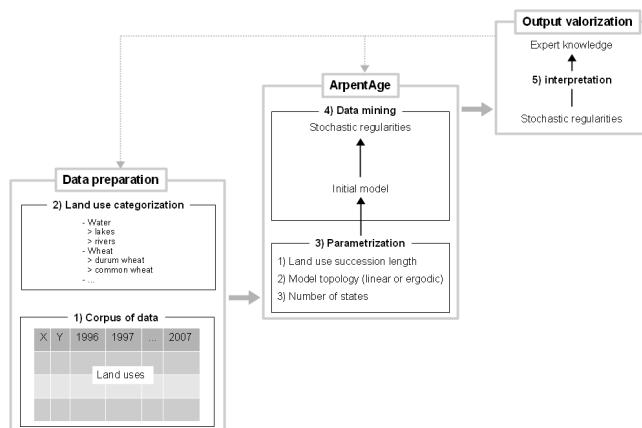 Output valorization
Expert knowledge
5) interpretation
Stochastic regularities
ArpentAge
4) Data mining
Stochastic regularities
Initial model
3) Parametrization
1) Land use succession length
2) Model topology (linear or ergodic)
3) Number of states
Data preparation
2) Land use categorization
- Water
> lakes
> rivers
- Wheat
> durum wheat
> common wheat
- ...
1) Corpus of data
X Y 1996 1997 ... 2007
Land uses